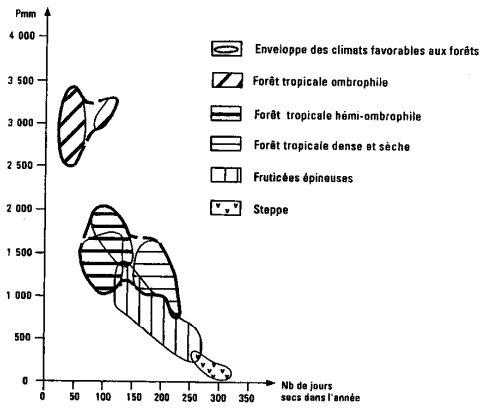 Pmm
4 000
3 500
3 000
2 500
2 000
1 500
1 000
500
0
0 50 100 150 200 250 300 350
Nb de jours
secs dans l'année
Enveloppe des climats favorables aux forêts
Forêt tropicale ombrophile
Forêt tropicale hémi-ombrophile
Forêt tropicale dense et sèche
Fruticées épineuses
Steppe